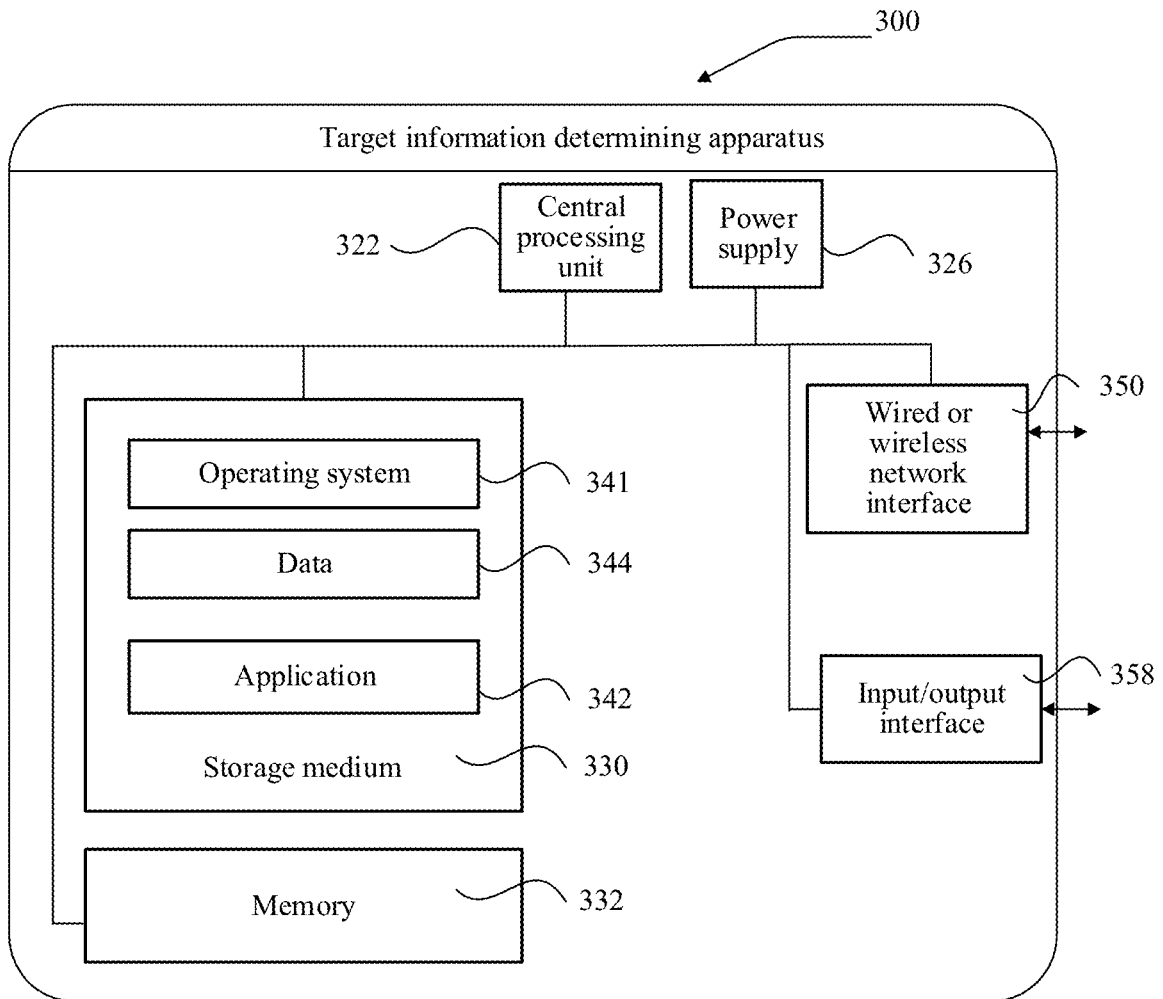 300
Target information determining apparatus
Central
processing
unit
322
Power
supply
326
Wired or
wireless
network
interface
350
Operating system
341
Data
344
Application
342
Storage medium
330
Input/output
interface
358
Memory
332